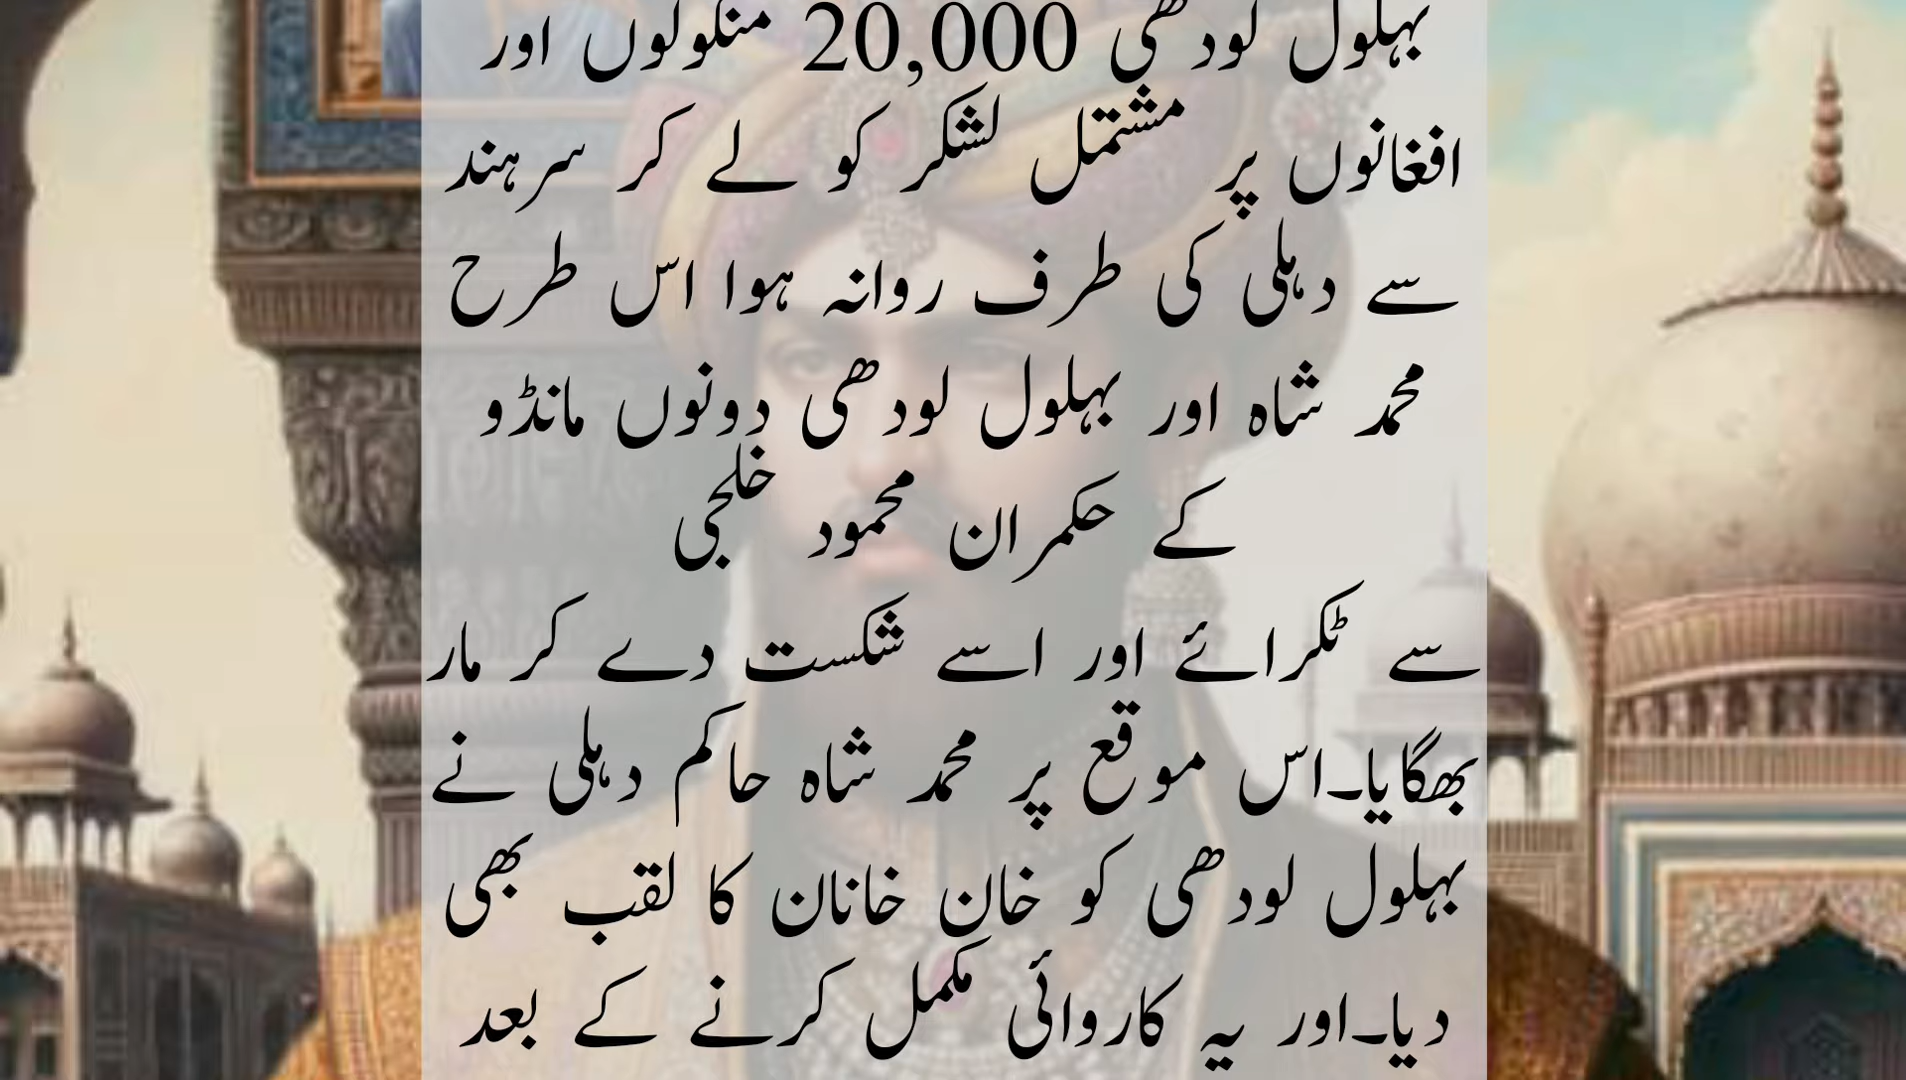 بہلول لودھی 20,000 منگولوں اور
افغانوں پر مشتمل لشکر کو لے کر سرہند
سے دہلی کی طرف روانہ ہوا اس طرح
محمد شاہ اور بہلول لودھی دونوں مانڈو
کے حکمران محمود خلجی
سے ٹکرائے اور اسے شکست دے کر مار
بھگایا۔اس موقع پر محمد شاہ حاکم دہلی نے
بہلول لودھی کو خان خانان کا لقب بھی
دیا۔اور یہ کاروائی مکمل کرنے کے بعد